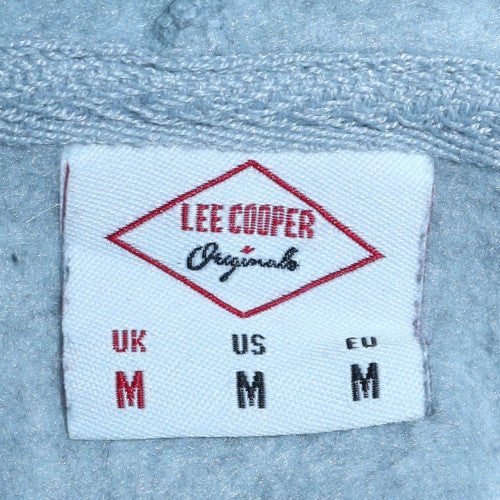 LEE COOPER
Originals
UK US EU
M M M